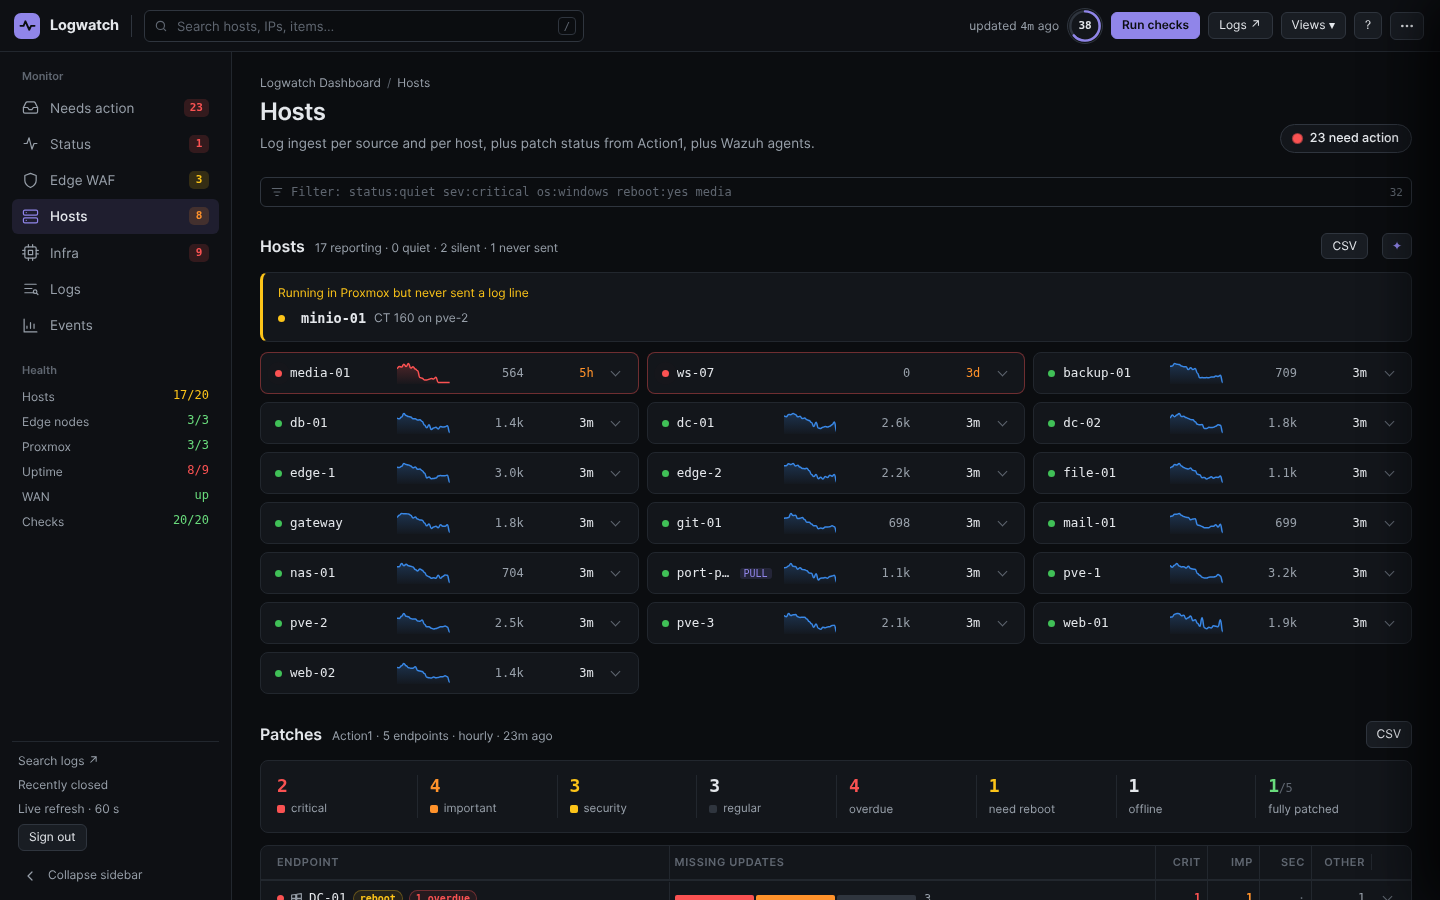 Logwatch
Search hosts, IPs, items...
/
updated 4m ago
38
Run checks
Logs ↗
Views ▾
?
···
Monitor
Needs action 23
Status 1
Edge WAF 3
Hosts 8
Infra 9
Logs
Events
Health
Hosts 17/20
Edge nodes 3/3
Proxmox 3/3
Uptime 8/9
WAN up
Checks 20/20
Search logs ↗
Recently closed
Live refresh · 60 s
Sign out
Collapse sidebar
Logwatch Dashboard / Hosts
Hosts
Log ingest per source and per host, plus patch status from Action1, plus Wazuh agents.
23 need action
Filter: status:quiet sev:critical os:windows reboot:yes media 32
Hosts 17 reporting · 0 quiet · 2 silent · 1 never sent CSV
Running in Proxmox but never sent a log line
minio-01 CT 160 on pve-2
media-01 564 5h
ws-07 0 3d
backup-01 709 3m
db-01 1.4k 3m
dc-01 2.6k 3m
dc-02 1.8k 3m
edge-1 3.0k 3m
edge-2 2.2k 3m
file-01 1.1k 3m
gateway 1.8k 3m
git-01 698 3m
mail-01 699 3m
nas-01 704 3m
port-p… PULL 1.1k 3m
pve-1 3.2k 3m
pve-2 2.5k 3m
pve-3 2.1k 3m
web-01 1.9k 3m
web-02 1.4k 3m
Patches Action1 · 5 endpoints · hourly · 23m ago CSV
2 critical
4 important
3 security
3 regular
4 overdue
1 need reboot
1 offline
1/5 fully patched
ENDPOINT MISSING UPDATES CRIT IMP SEC OTHER
DC-01 reboot 1 overdue 3 1 1 · 1